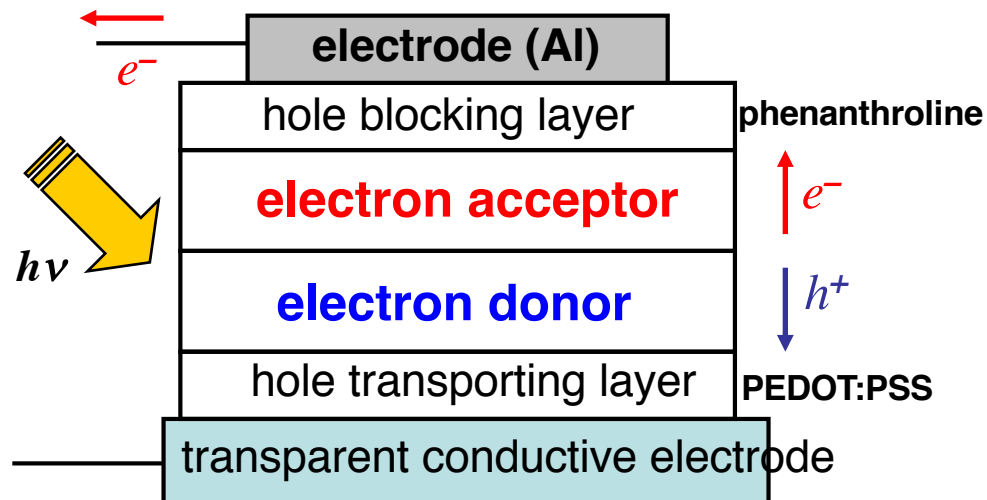 electrode (Al)
e⁻
hole blocking layer
phenanthroline
electron acceptor
e⁻
hν
electron donor
h⁺
hole transporting layer
PEDOT:PSS
transparent conductive electrode